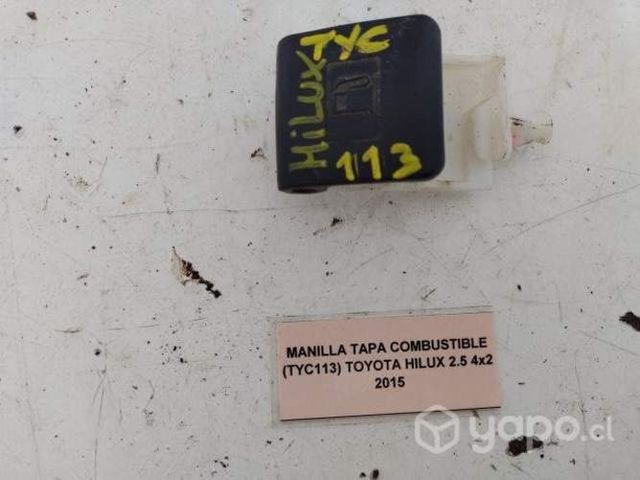 TYC
HiLUX
113
MANILLA TAPA COMBUSTIBLE
(TYC113) TOYOTA HILUX 2.5 4x2
2015
yapo.cl